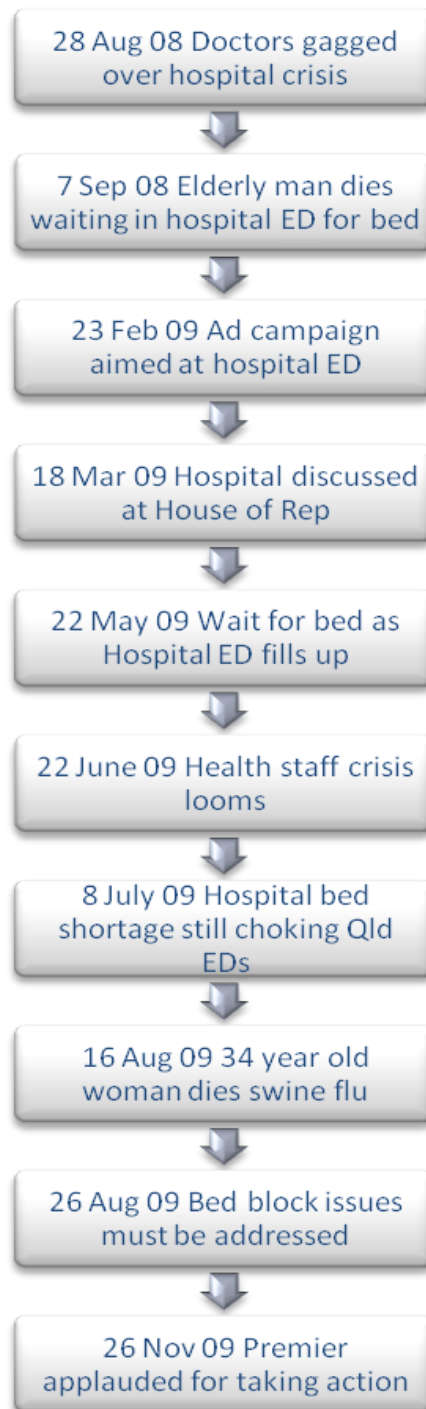 28 Aug 08 Doctors gagged
over hospital crisis
7 Sep 08 Elderly man dies
waiting in hospital ED for bed
23 Feb 09 Ad campaign
aimed at hospital ED
18 Mar 09 Hospital discussed
at House of Rep
22 May 09 Wait for bed as
Hospital ED fills up
22 June 09 Health staff crisis
looms
8 July 09 Hospital bed
shortage still choking Qld
EDs
16 Aug 09 34 year old
woman dies swine flu
26 Aug 09 Bed block issues
must be addressed
26 Nov 09 Premier
applauded for taking action